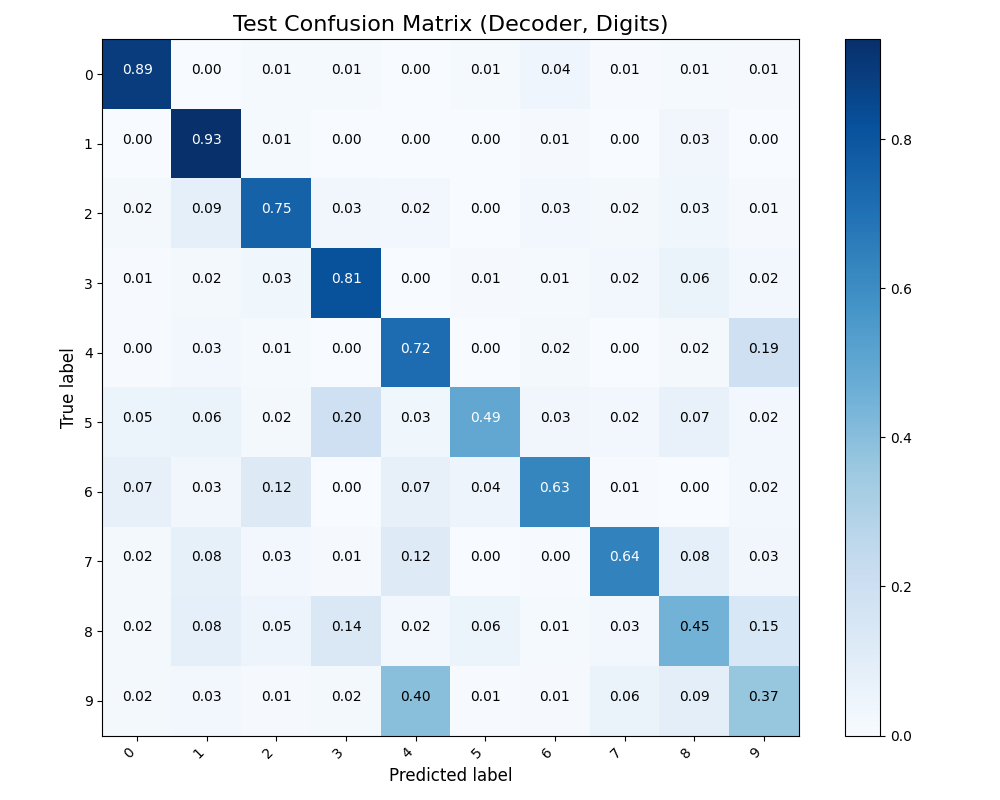 Test Confusion Matrix (Decoder, Digits)
0 0.89 0.00 0.01 0.01 0.00 0.01 0.04 0.01 0.01 0.01
1 0.00 0.93 0.01 0.00 0.00 0.00 0.01 0.00 0.03 0.00
2 0.02 0.09 0.75 0.03 0.02 0.00 0.03 0.02 0.03 0.01
3 0.01 0.02 0.03 0.81 0.00 0.01 0.01 0.02 0.06 0.02
4 0.00 0.03 0.01 0.00 0.72 0.00 0.02 0.00 0.02 0.19
5 0.05 0.06 0.02 0.20 0.03 0.49 0.03 0.02 0.07 0.02
6 0.07 0.03 0.12 0.00 0.07 0.04 0.63 0.01 0.00 0.02
7 0.02 0.08 0.03 0.01 0.12 0.00 0.00 0.64 0.08 0.03
8 0.02 0.08 0.05 0.14 0.02 0.06 0.01 0.03 0.45 0.15
9 0.02 0.03 0.01 0.02 0.40 0.01 0.01 0.06 0.09 0.37
0 1 2 3 4 5 6 7 8 9
Predicted label
True label
0.8
0.6
0.4
0.2
0.0